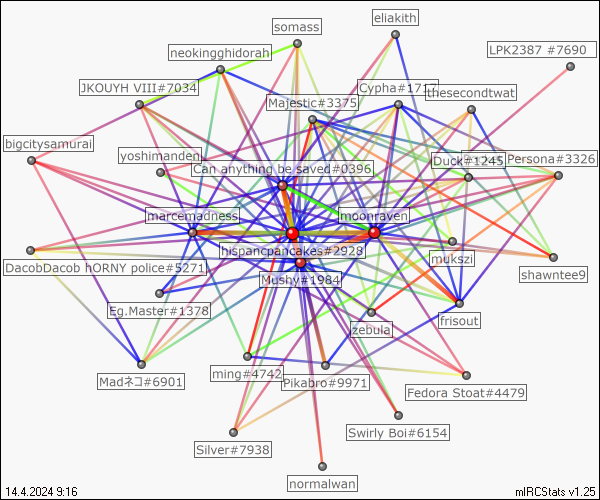 eliakith
somass
LPK2387 #7690
neokingghidorah
JKOUYH VIII#7034
Cypha#1717
thesecondtwat
Majestic#3375
bigcitysamurai
yoshimanden
Can anything be saved#0396
Duck#1245
Persona#3326
marcemadness
moonraven
hispancpancakes#2928
mukszi
DacobDacob hORNY police#5271
Mushy#1984
shawntee9
Eg.Master#1378
zebula
frisout
Madネコ#6901
ming#4742
Pikabro#9971
Fedora Stoat#4479
Silver#7938
Swirly Boi#6154
normalwan
14.4.2024 9:16
mIRCStats v1.25